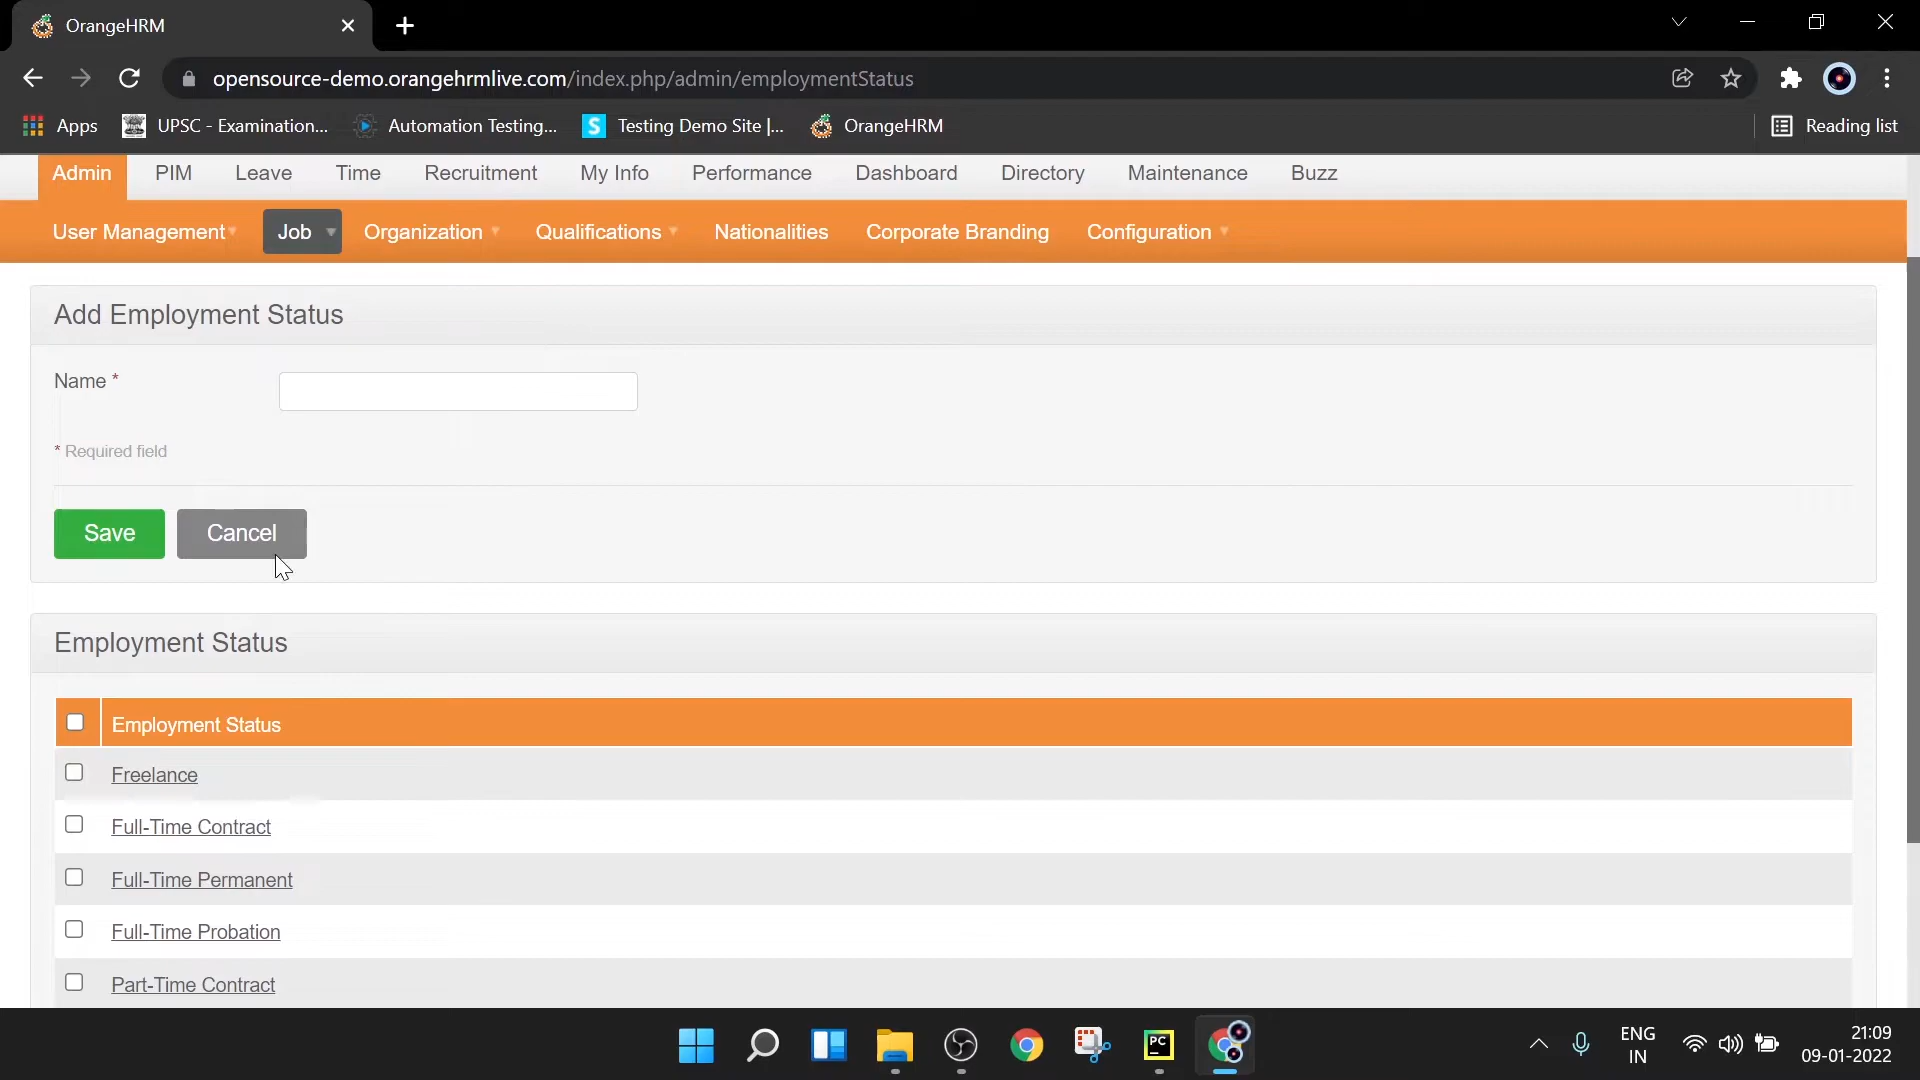 OrangeHRM
opensource-demo.orangehrmlive.com/index.php/admin/employmentStatus
Apps UPSC - Examination... Automation Testing... S Testing Demo Site |... OrangeHRM Reading list
Admin PIM Leave Time Recruitment My Info Performance Dashboard Directory Maintenance Buzz
User Management Job Organization Qualifications Nationalities Corporate Branding Configuration
Add Employment Status
Name *
* Required field
Save Cancel
Employment Status
Employment Status
Freelance
Full-Time Contract
Full-Time Permanent
Full-Time Probation
Part-Time Contract
PC
ENG
IN
21:09
09-01-2022